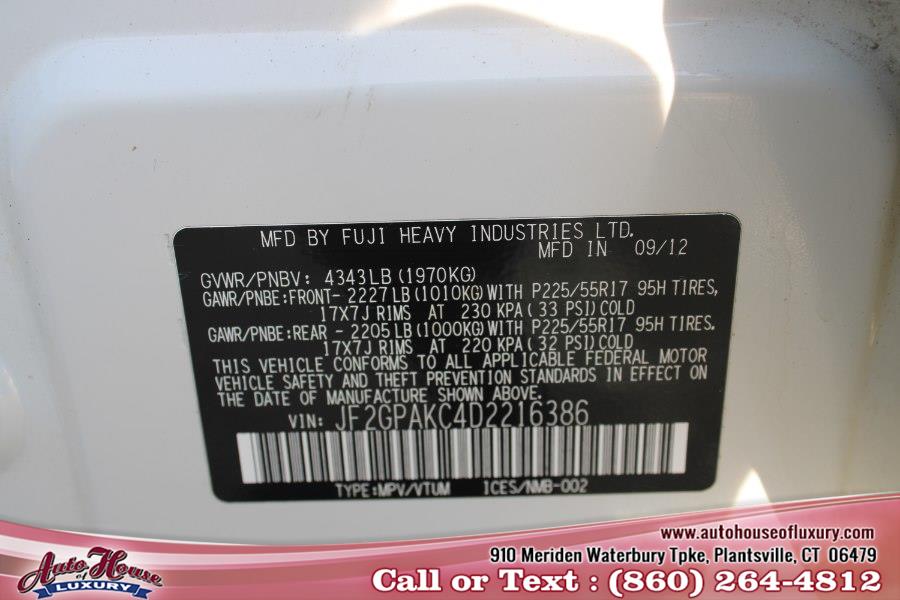 MFD BY FUJI HEAVY INDUSTRIES LTD.
MFD IN 09/12
GVWR/PNBV: 4343LB (1970KG)
GAWR/PNBE:FRONT- 2227LB (1010KG)WITH P225/55R17 95H TIRES,
17X7J RIMS AT 230 KPA( 33 PSI)COLD
GAWR/PNBE:REAR - 2205LB (1000KG)WITH P225/55R17 95H TIRES.
17X7J RIMS AT 220 KPA( 32 PSI)COLD
THIS VEHICLE CONFORMS TO ALL APPLICABLE FEDERAL MOTOR
VEHICLE SAFETY AND THEFT PREVENTION STANDARDS IN EFFECT ON
THE DATE OF MANUFACTURE SHOWN ABOVE.
VIN: JF2GPAKC4D2216386
TYPE:MPV/VTUM ICES/NMB-002
Auto House of LUXURY
www.autohouseofluxury.com
910 Meriden Waterbury Tpke, Plantsville, CT 06479
Call or Text : (860) 264-4812